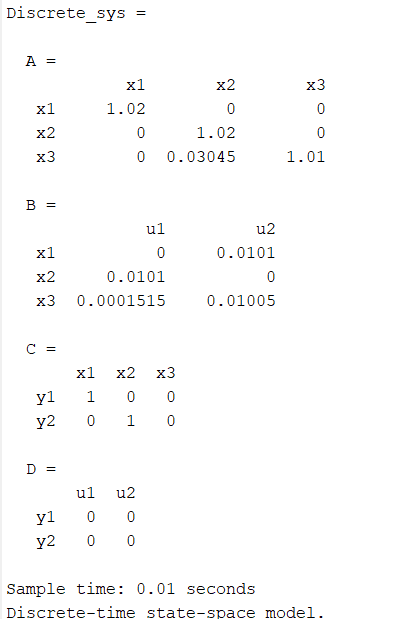 Discrete_sys =
A =
x1 x2 x3
x1 1.02 0 0
x2 0 1.02 0
x3 0 0.03045 1.01
B =
u1 u2
x1 0 0.0101
x2 0.0101 0
x3 0.0001515 0.01005
C =
x1 x2 x3
y1 1 0 0
y2 0 1 0
D =
u1 u2
y1 0 0
y2 0 0
Sample time: 0.01 seconds
Discrete-time state-space model.